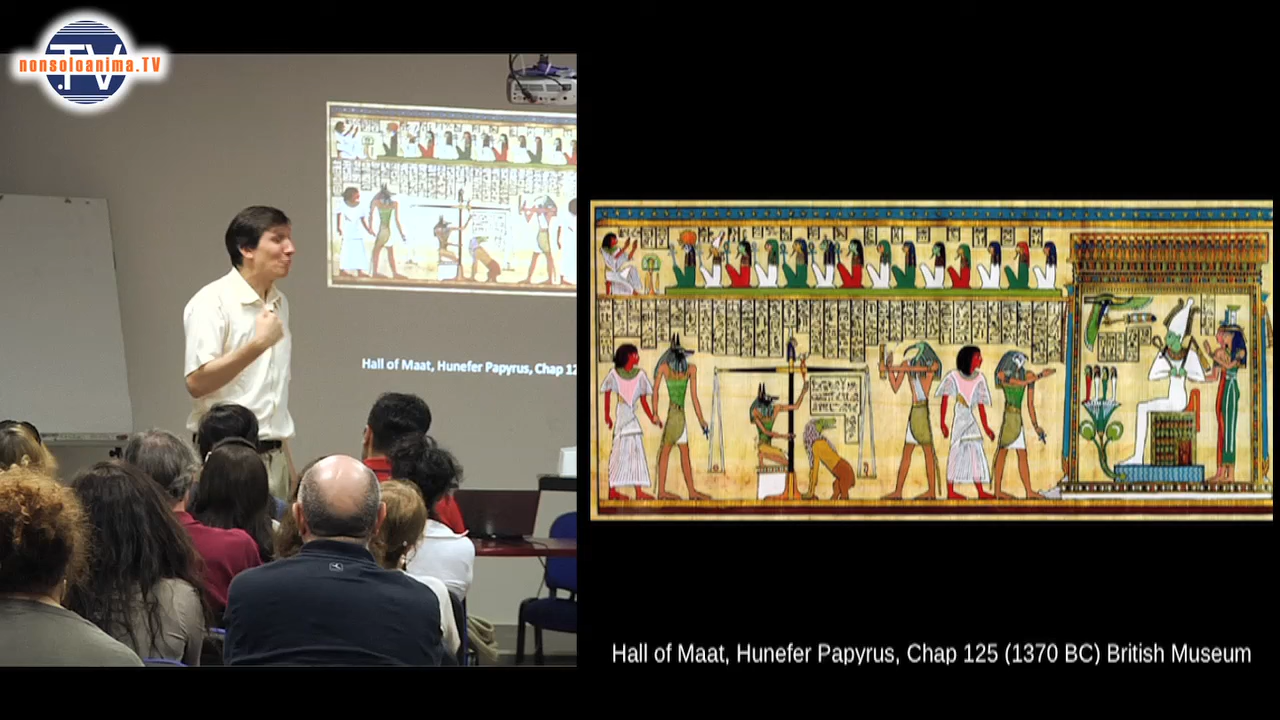 .TV
nonsoloanima.TV
Hall of Maat, Hunefer Papyrus, Chap 12
Hall of Maat, Hunefer Papyrus, Chap 125 (1370 BC) British Museum